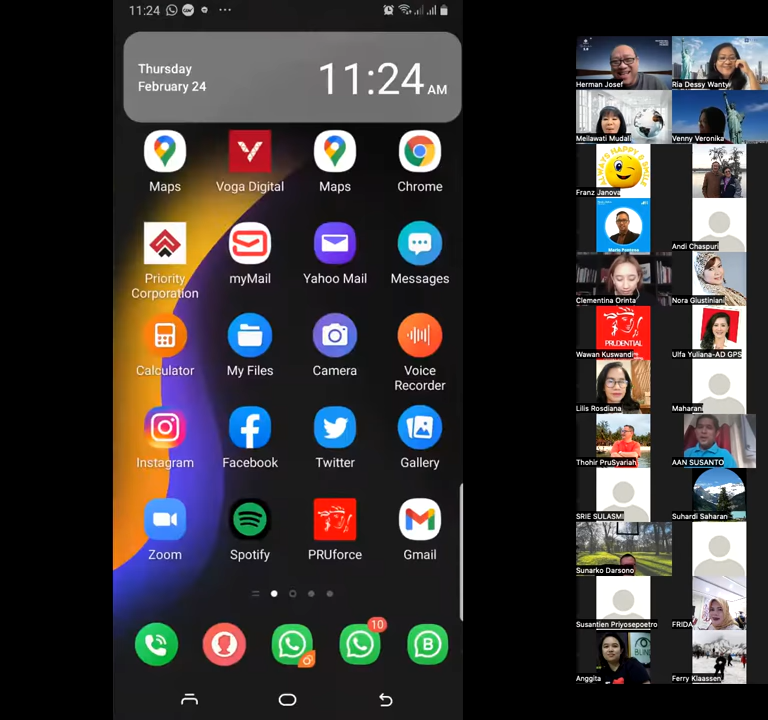 11:24
Thursday
February 24
11:24 AM
Maps
Voga Digital
Maps
Chrome
Priority
Corporation
myMail
Yahoo Mail
Messages
Calculator
My Files
Camera
Voice
Recorder
Instagram
Facebook
Twitter
Gallery
Zoom
Spotify
PRUforce
Gmail
10
B
Herman Josef
Ria Dessy Wanty
Meilawati Mudali
Venny Veronika
ALWAYS HAPPY & SMILE
Franz Janova
Andi Chaspuri
Clementina Orinta
Nora Giustiniani
PRUDENTIAL
Wawan Kuswandi
Ulfa Yuliana-AD GPS
Lilis Rosdiana
Maharani
Thohir PruSyariah
AAN SUSANTO
SRIE SULASMI
Suhardi Saharan
Sunarko Darsono
Susantien Priyosepoetro
FRIDA
Anggita
Ferry Klaassen